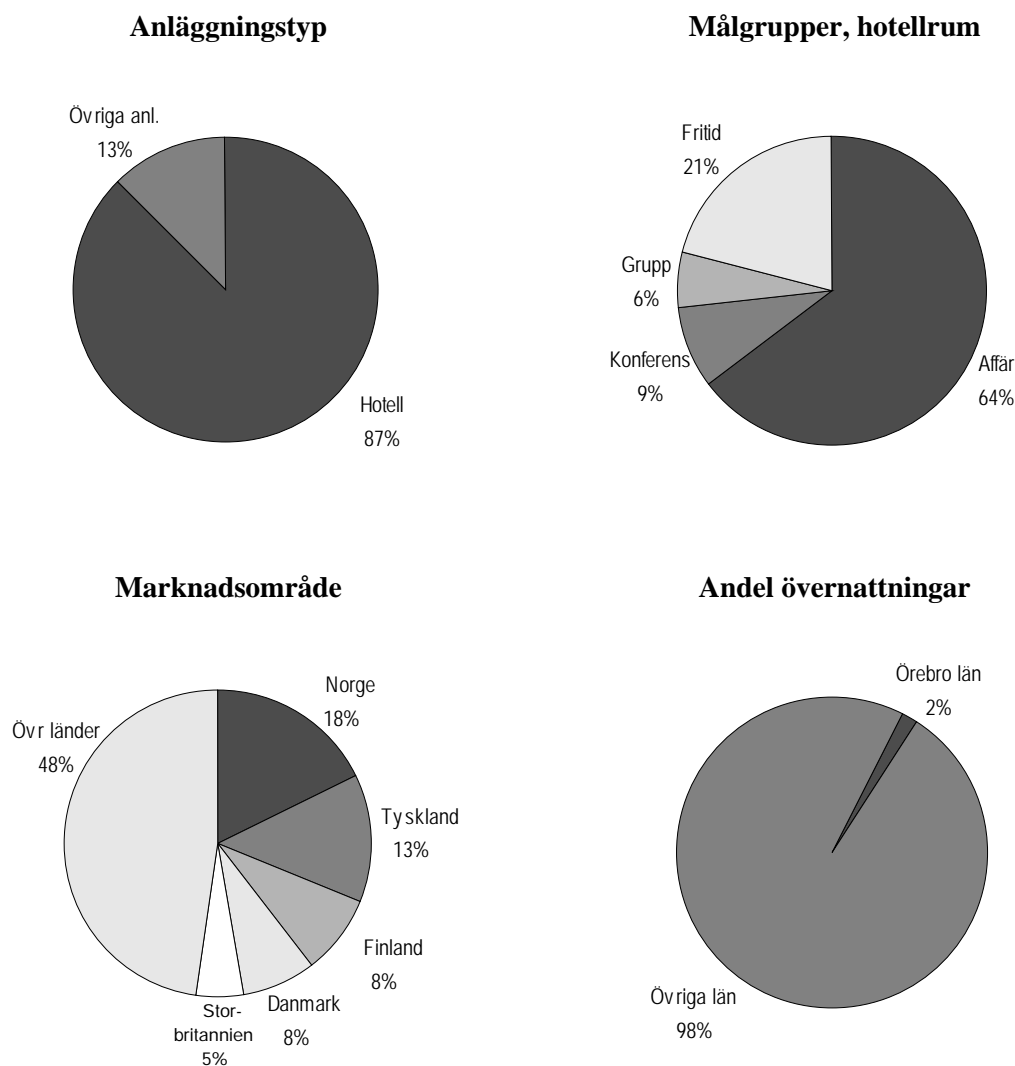 Anläggningstyp
Övriga anl.
13%
Hotell
87%
Målgrupper, hotellrum
Fritid
21%
Grupp
6%
Konferens
9%
Affär
64%
Marknadsområde
Norge
18%
Övr länder
48%
Tyskland
13%
Finland
8%
Danmark
8%
Stor-
britannien
5%
Andel övernattningar
Örebro län
2%
Övriga län
98%